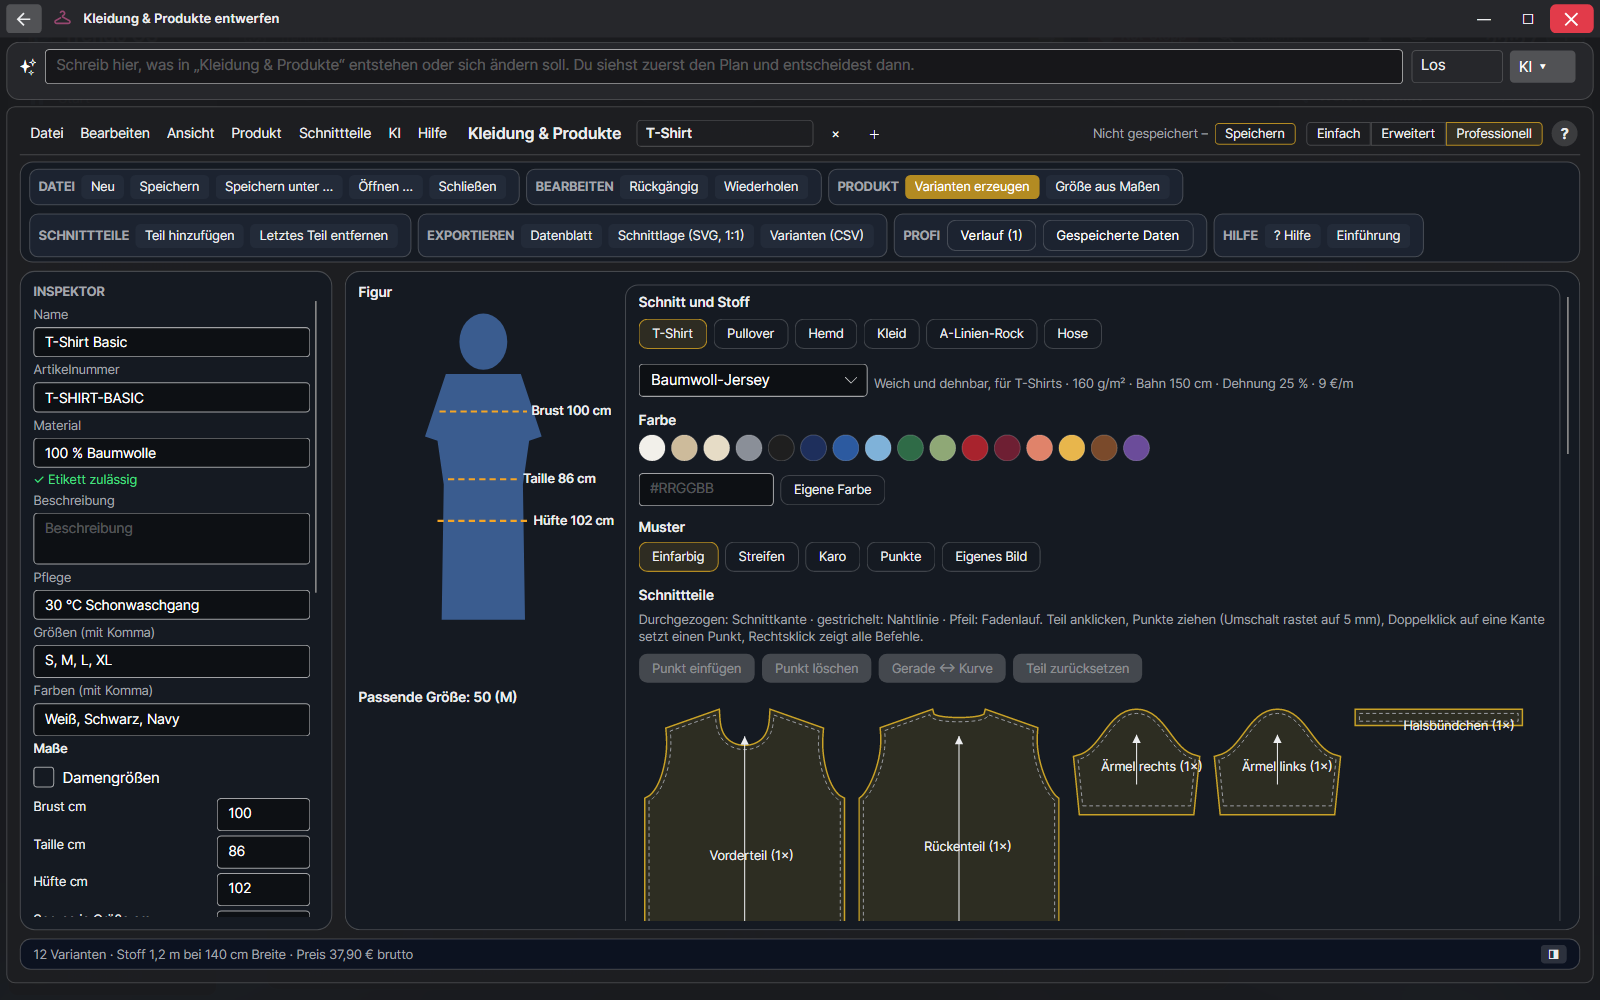 Kleidung & Produkte entwerfen
Schreib hier, was in „Kleidung & Produkte“ entstehen oder sich ändern soll. Du siehst zuerst den Plan und entscheidest dann.
Los
KI
Datei Bearbeiten Ansicht Produkt Schnittteile KI Hilfe Kleidung & Produkte T-Shirt × + Nicht gespeichert – Speichern Einfach Erweitert Professionell ?
DATEI Neu Speichern Speichern unter ... Öffnen ... Schließen BEARBEITEN Rückgängig Wiederholen PRODUKT Varianten erzeugen Größe aus Maßen
SCHNITTTEILE Teil hinzufügen Letztes Teil entfernen EXPORTIEREN Datenblatt Schnittlage (SVG, 1:1) Varianten (CSV) PROFI Verlauf (1) Gespeicherte Daten HILFE ? Hilfe Einführung
INSPEKTOR
Name
T-Shirt Basic
Artikelnummer
T-SHIRT-BASIC
Material
100 % Baumwolle
✓ Etikett zulässig
Beschreibung
Beschreibung
Pflege
30 °C Schonwaschgang
Größen (mit Komma)
S, M, L, XL
Farben (mit Komma)
Weiß, Schwarz, Navy
Maße
Damengrößen
Brust cm 100
Taille cm 86
Hüfte cm 102
Figur
Brust 100 cm
Taille 86 cm
Hüfte 102 cm
Passende Größe: 50 (M)
Schnitt und Stoff
T-Shirt Pullover Hemd Kleid A-Linien-Rock Hose
Baumwoll-Jersey Weich und dehnbar, für T-Shirts · 160 g/m² · Bahn 150 cm · Dehnung 25 % · 9 €/m
Farbe
#RRGGBB Eigene Farbe
Muster
Einfarbig Streifen Karo Punkte Eigenes Bild
Schnittteile
Durchgezogen: Schnittkante · gestrichelt: Nahtlinie · Pfeil: Fadenlauf. Teil anklicken, Punkte ziehen (Umschalt rastet auf 5 mm), Doppelklick auf eine Kante
setzt einen Punkt, Rechtsklick zeigt alle Befehle.
Punkt einfügen Punkt löschen Gerade ↔ Kurve Teil zurücksetzen
Vorderteil (1×)
Rückenteil (1×)
Ärmel rechts (1×)
Ärmel links (1×)
Halsbündchen (1×)
12 Varianten · Stoff 1,2 m bei 140 cm Breite · Preis 37,90 € brutto